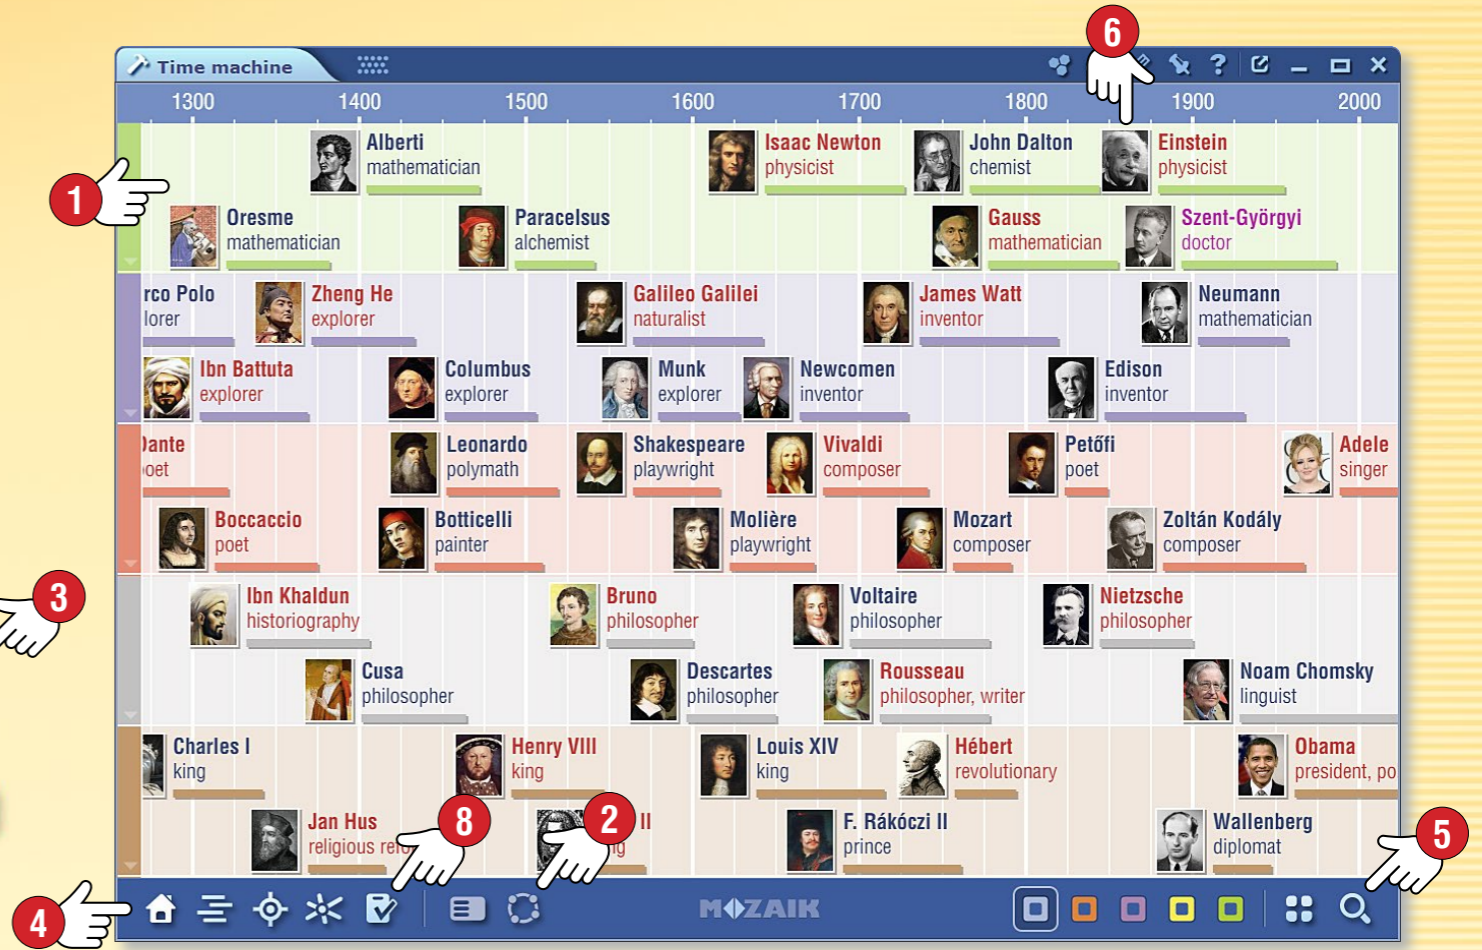 6
Time machine
?
1300 1400 1500 1600 1700 1800 1900 2000
1
Alberti
mathematician
Isaac Newton
physicist
John Dalton
chemist
Einstein
physicist
Oresme
mathematician
Paracelsus
alchemist
Gauss
mathematician
Szent-Györgyi
doctor
rco Polo
lorer
Zheng He
explorer
Galileo Galilei
naturalist
James Watt
inventor
Neumann
mathematician
Ibn Battuta
explorer
Columbus
explorer
Munk
explorer
Newcomen
inventor
Edison
inventor
Dante
poet
Leonardo
polymath
Shakespeare
playwright
Vivaldi
composer
Petőfi
poet
Adele
singer
Boccaccio
poet
Botticelli
painter
Molière
playwright
Mozart
composer
Zoltán Kodály
composer
3
Ibn Khaldun
historiography
Bruno
philosopher
Voltaire
philosopher
Nietzsche
philosopher
Cusa
philosopher
Descartes
philosopher
Rousseau
philosopher, writer
Noam Chomsky
linguist
Charles I
king
Henry VIII
king
Louis XIV
king
Hébert
revolutionary
Obama
president, po
Jan Hus
religious refo
8
2
II
F. Rákóczi II
prince
Wallenberg
diplomat
5
4
MOZAIK